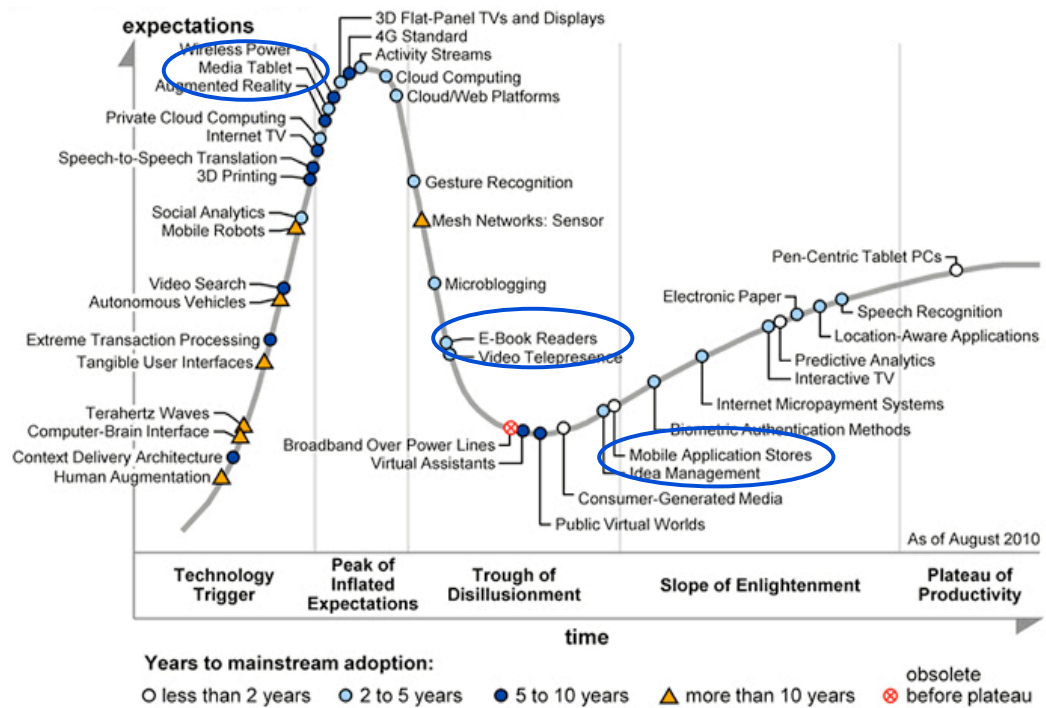 expectations
3D Flat-Panel TVs and Displays
4G Standard
Activity Streams
Wireless Power
Media Tablet
Augmented Reality
Cloud Computing
Cloud/Web Platforms
Private Cloud Computing
Internet TV
Speech-to-Speech Translation
3D Printing
Gesture Recognition
Social Analytics
Mobile Robots
Mesh Networks: Sensor
Pen-Centric Tablet PCs
Video Search
Autonomous Vehicles
Microblogging
Electronic Paper
Speech Recognition
Location-Aware Applications
Extreme Transaction Processing
Tangible User Interfaces
E-Book Readers
Video Telepresence
Predictive Analytics
Interactive TV
Internet Micropayment Systems
Terahertz Waves
Computer-Brain Interface
Context Delivery Architecture
Human Augmentation
Broadband Over Power Lines
Virtual Assistants
Biometric Authentication Methods
Mobile Application Stores
Idea Management
Consumer-Generated Media
Public Virtual Worlds
As of August 2010
Technology
Trigger
Peak of
Inflated
Expectations
Trough of
Disillusionment
Slope of Enlightenment
Plateau of
Productivity
time
Years to mainstream adoption:
less than 2 years
2 to 5 years
5 to 10 years
more than 10 years
obsolete
before plateau